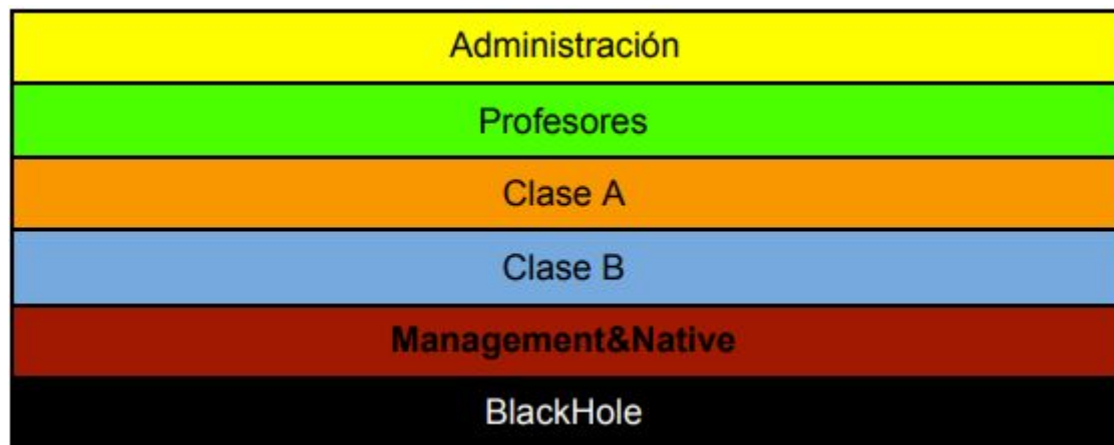 Administración
Profesores
Clase A
Clase B
Management&Native
BlackHole